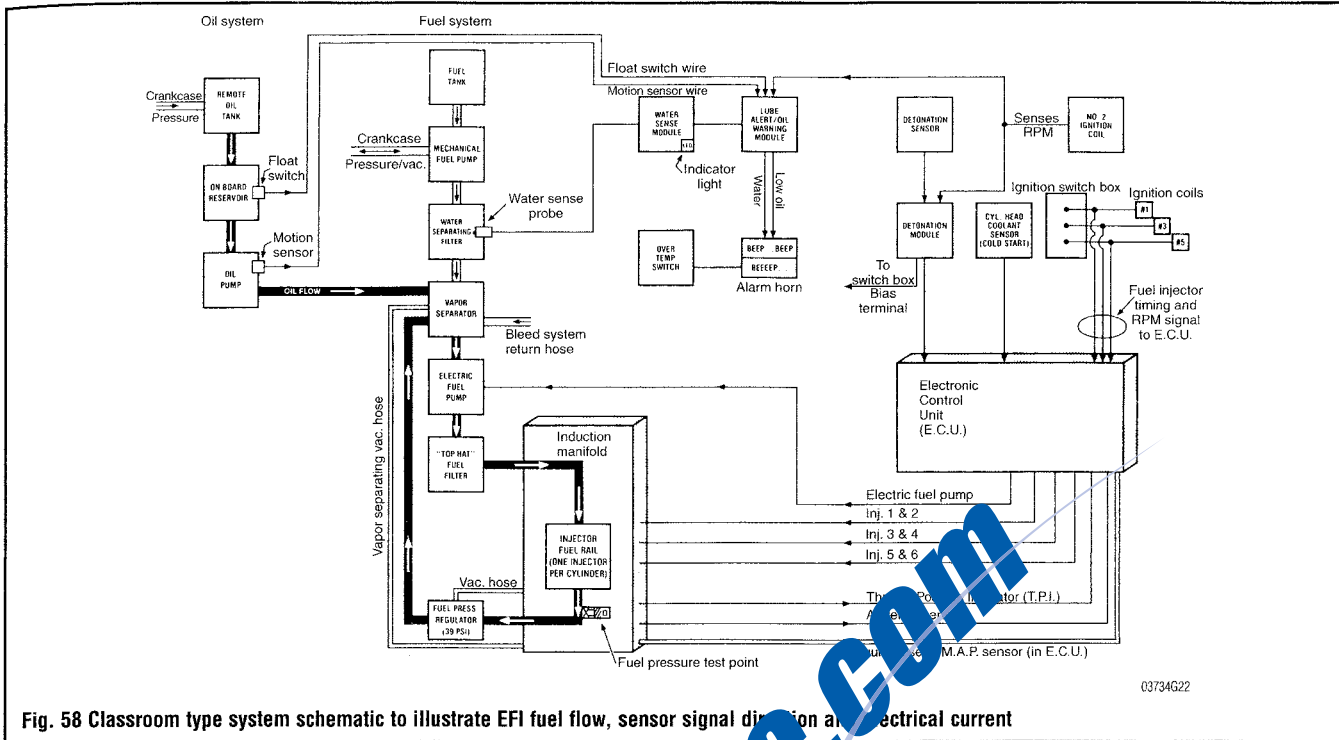 Oil system
Fuel system
REMOTE
OIL
TANK
Crankcase
Pressure
ON BOARD
RESERVOIR
Float
switch
OIL
PUMP
Motion
sensor
OIL FLOW
FUEL
TANK
MECHANICAL
FUEL PUMP
Crankcase
Pressure/vac.
WATER
SEPARATING
FILTER
Water sense
probe
VAPOR
SEPARATOR
Bleed system
return hose
ELECTRIC
FUEL
PUMP
"TOP HAT"
FUEL
FILTER
Vapor separating vac. hose
Induction
manifold
INJECTOR
FUEL RAIL
(ONE INJECTOR
PER CYLINDER)
Vac. hose
FUEL PRESS
REGULATOR
(39 PSI)
Fuel pressure test point
Float switch wire
Motion sensor wire
WATER
SENSE
MODULE
LED
Indicator
light
LUBE
ALERT/OIL
WARNING
MODULE
Water
Low oil
OVER
TEMP
SWITCH
BEEP...BEEP
BEEEEP...
Alarm horn
DETONATION
SENSOR
Senses
RPM
NO. 2
IGNITION
COIL
DETONATION
MODULE
CYL. HEAD
COOLANT
SENSOR
(COLD START)
Ignition switch box
Ignition coils
#1
#3
#5
To
switch box
Bias
terminal
Fuel injector
timing and
RPM signal
to E.C.U.
Electronic
Control
Unit
(E.C.U.)
Electric fuel pump
Inj. 1 & 2
Inj. 3 & 4
Inj. 5 & 6
(T.P.I.)
M.A.P. sensor (in E.C.U.)
.com
03734G22
Fig. 58 Classroom type system schematic to illustrate EFI fuel flow, sensor signal direction and electrical current